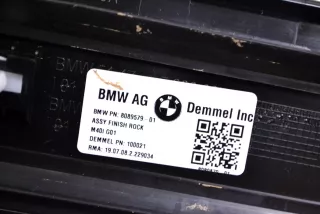 BMW AG Demmel Inc
BMW PN: 8089579 - 01
ASSY FINISH ROCK
M40I G01
DEMMEL PN: 100021
RMA: 19.07.08.2.229034